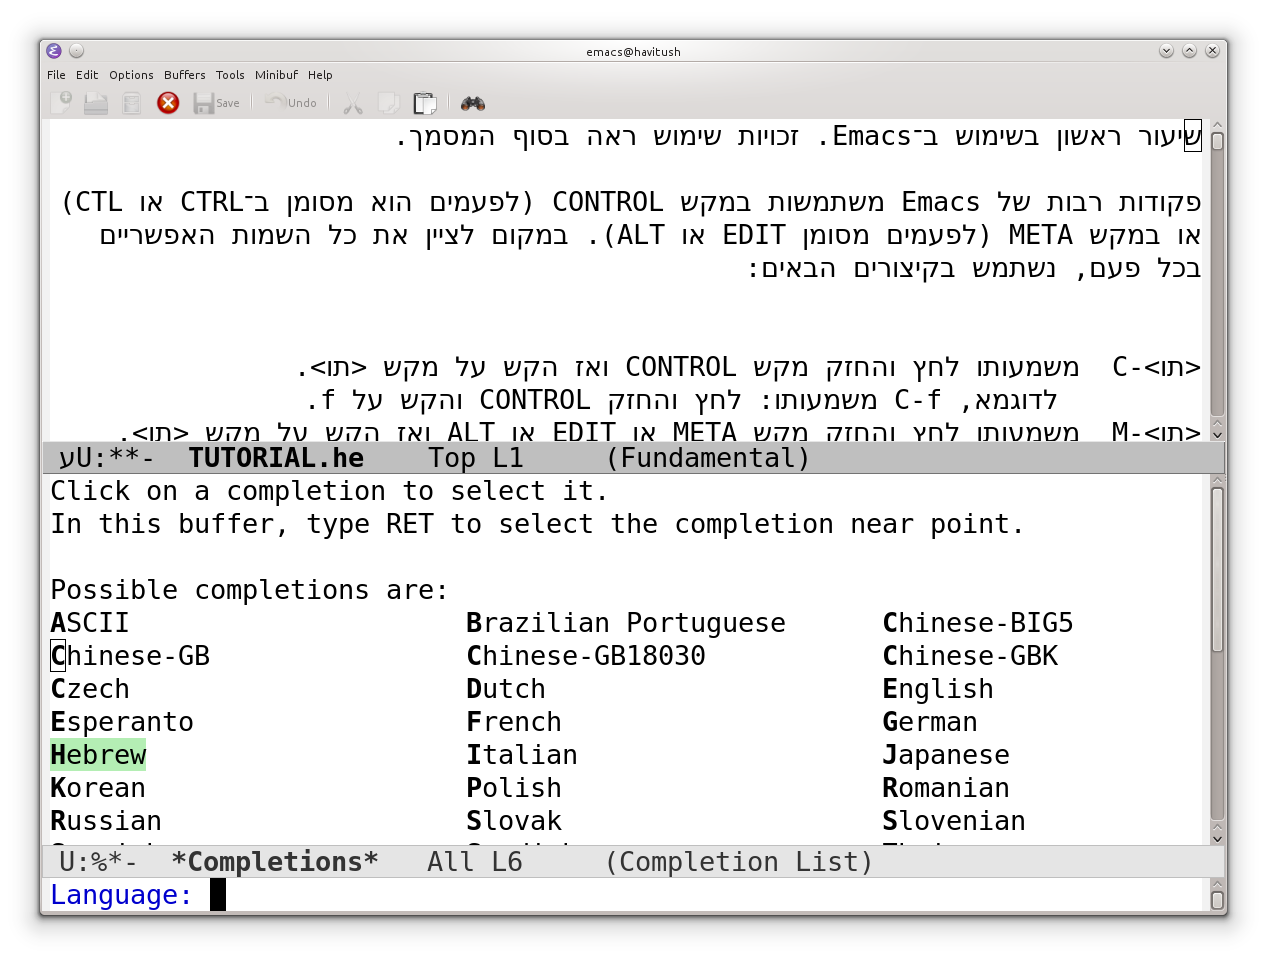 emacs@havitush
File Edit Options Buffers Tools Minibuf Help
Save Undo
שיעור ראשון בשימוש ב־Emacs. זכויות שימוש ראה בסוף המסמך.
פקודות רבות של Emacs משתמשות במקש CONTROL (לפעמים הוא מסומן ב־CTRL או CTL)
או במקש META (לפעמים מסומן EDIT או ALT). במקום לציין את כל השמות האפשריים
בכל פעם, נשתמש בקיצורים הבאים:
<תו>-C משמעותו לחץ והחזק מקש CONTROL ואז הקש על מקש <תו>.
לדוגמא, C-f משמעותו: לחץ והחזק CONTROL והקש על f.
<תו>-M משמעותו לחץ והחזק מקש META או EDIT או ALT ואז הקש על מקש <תו>.
עU:**- TUTORIAL.he Top L1 (Fundamental)
Click on a completion to select it.
In this buffer, type RET to select the completion near point.
Possible completions are:
ASCII Brazilian Portuguese Chinese-BIG5
Chinese-GB Chinese-GB18030 Chinese-GBK
Czech Dutch English
Esperanto French German
Hebrew Italian Japanese
Korean Polish Romanian
Russian Slovak Slovenian
U:%*- *Completions* All L6 (Completion List)
Language: